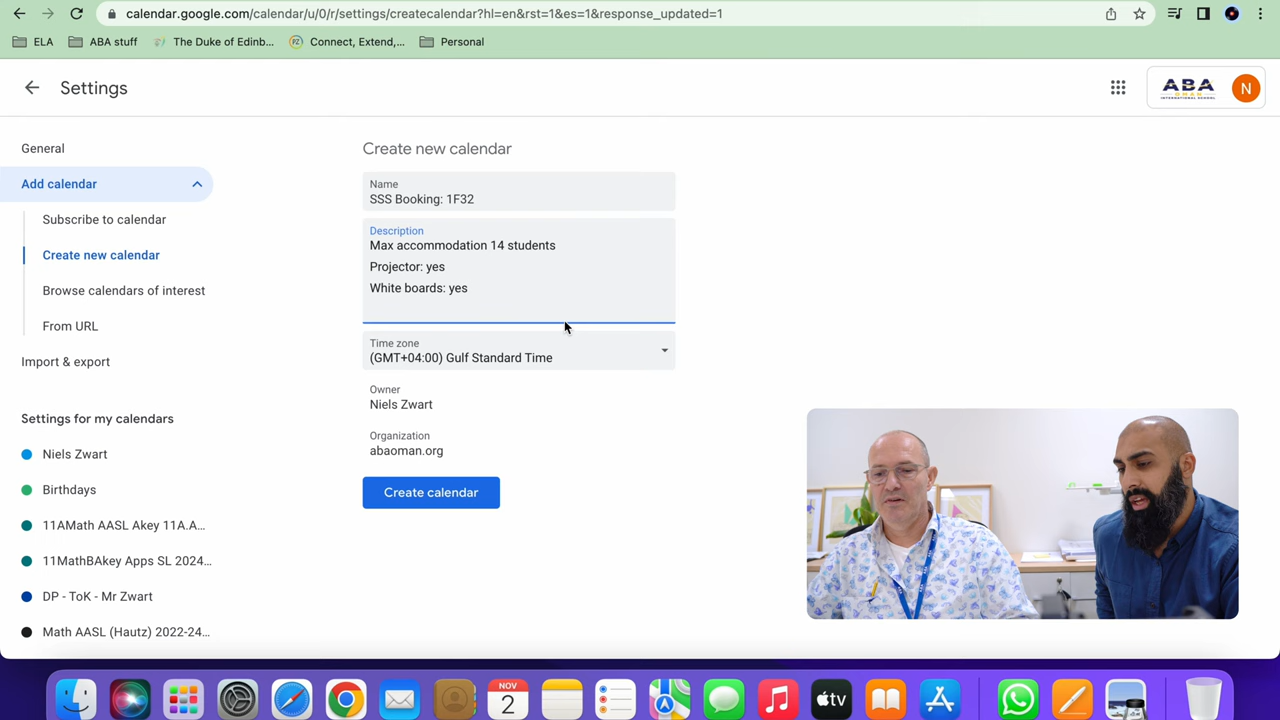 calendar.google.com/calendar/u/0/r/settings/createcalendar?hl=en&rst=1&es=1&response_updated=1
ELA
ABA stuff
The Duke of Edinb...
Connect, Extend,...
Personal
Settings
ABA
OMAN
INTERNATIONAL SCHOOL
N
General
Add calendar
Subscribe to calendar
Create new calendar
Browse calendars of interest
From URL
Import & export
Settings for my calendars
Niels Zwart
Birthdays
11AMath AASL Akey 11A.A...
11MathBAkey Apps SL 2024...
DP - ToK - Mr Zwart
Math AASL (Hautz) 2022-24...
Create new calendar
Name
SSS Booking: 1F32
Description
Max accommodation 14 students
Projector: yes
White boards: yes
Time zone
(GMT+04:00) Gulf Standard Time
Owner
Niels Zwart
Organization
abaoman.org
Create calendar
NOV
2
tv